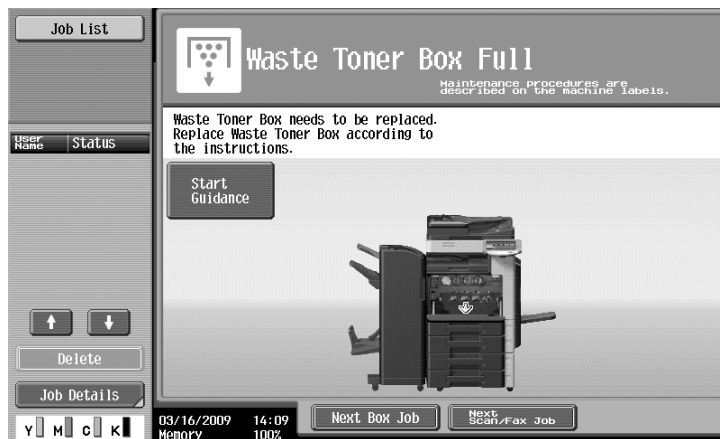 Job List
Waste Toner Box Full
Maintenance procedures are
described on the machine labels.
Waste Toner Box needs to be replaced.
Replace Waste Toner Box according to
the instructions.
User
Name
Status
Start
Guidance
Delete
Job Details
Y M C K
03/16/2009 14:09
Memory 100%
Next Box Job
Next
Scan/Fax Job